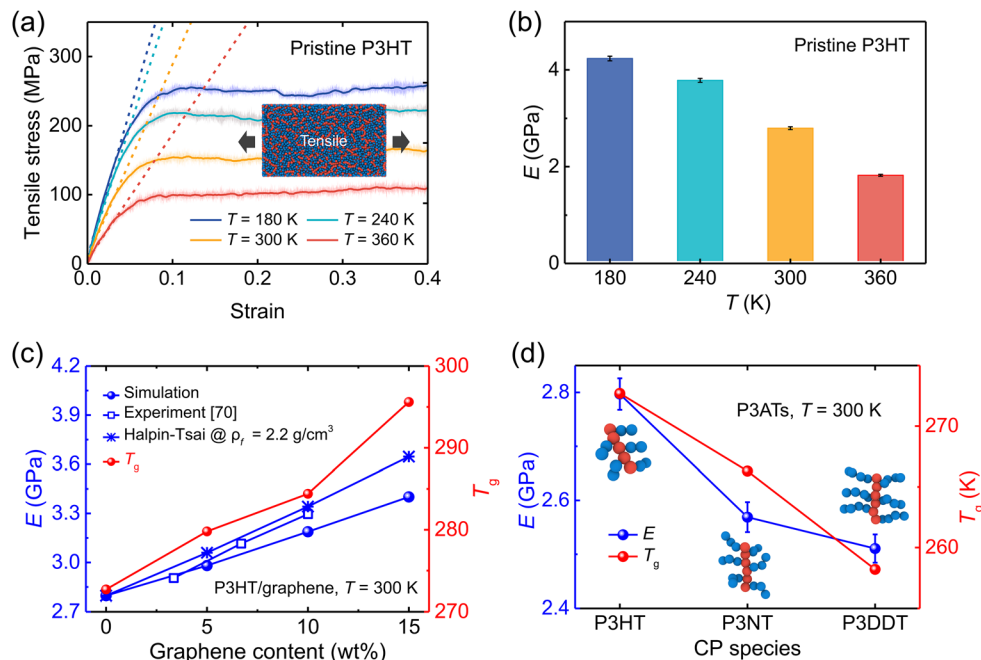 (a)
Pristine P3HT
Tensile stress (MPa)
300
200
100
0
Tensile
T = 180 K
T = 240 K
T = 300 K
T = 360 K
0.0
0.1
0.2
0.3
0.4
Strain
(b)
Pristine P3HT
E (GPa)
4
2
0
180
240
300
360
T (K)
(c)
E (GPa)
4.2
3.9
3.6
3.3
3.0
2.7
Simulation
Experiment [70]
Halpin-Tsai @ ρf = 2.2 g/cm³
Tg
P3HT/graphene, T = 300 K
300
295
290
285
280
270
Tg
0
5
10
15
Graphene content (wt%)
(d)
E (GPa)
2.8
2.6
2.4
P3ATs, T = 300 K
E
Tg
270
260
Tg (K)
P3HT
P3NT
P3DDT
CP species